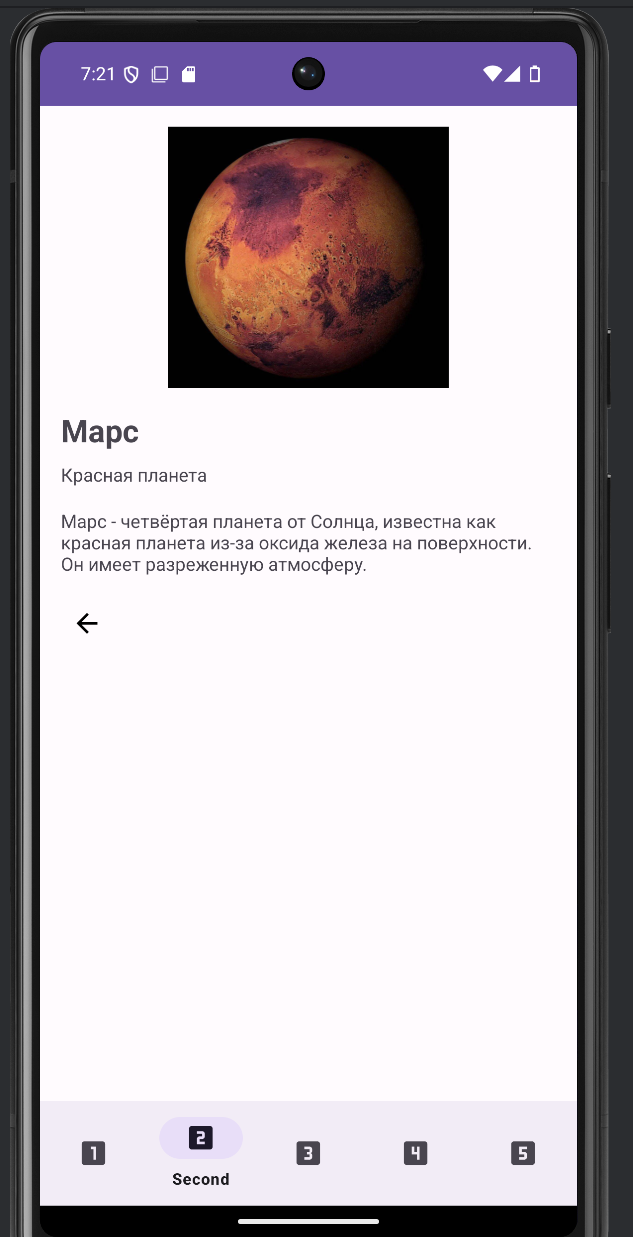 7:21
Марс
Красная планета
Марс - четвёртая планета от Солнца, известна как
красная планета из-за оксида железа на поверхности.
Он имеет разреженную атмосферу.
1 2 3 4 5
Second